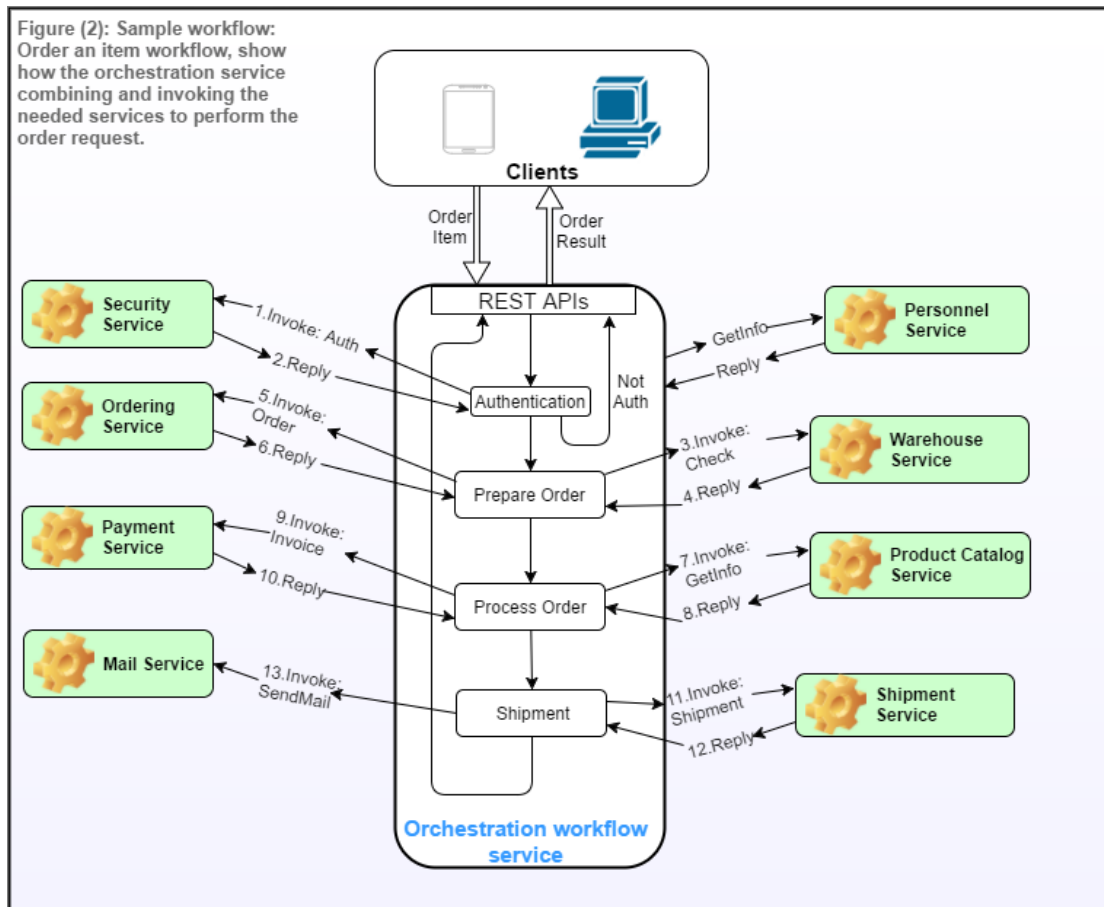 Figure (2): Sample workflow:
Order an item workflow, show
how the orchestration service
combining and invoking the
needed services to perform the
order request.
Clients
Order
Item
Order
Result
REST APIs
Security
Service
1.Invoke: Auth
2.Reply
Personnel
Service
GetInfo
Reply
Authentication
Not
Auth
Ordering
Service
5.Invoke:
Order
6.Reply
3.Invoke:
Check
4.Reply
Warehouse
Service
Prepare Order
Payment
Service
9.Invoke:
Invoice
10.Reply
7.Invoke:
GetInfo
8.Reply
Product Catalog
Service
Process Order
Mail Service
13.Invoke:
SendMail
Shipment
11.Invoke:
Shipment
12.Reply
Shipment
Service
Orchestration workflow
service